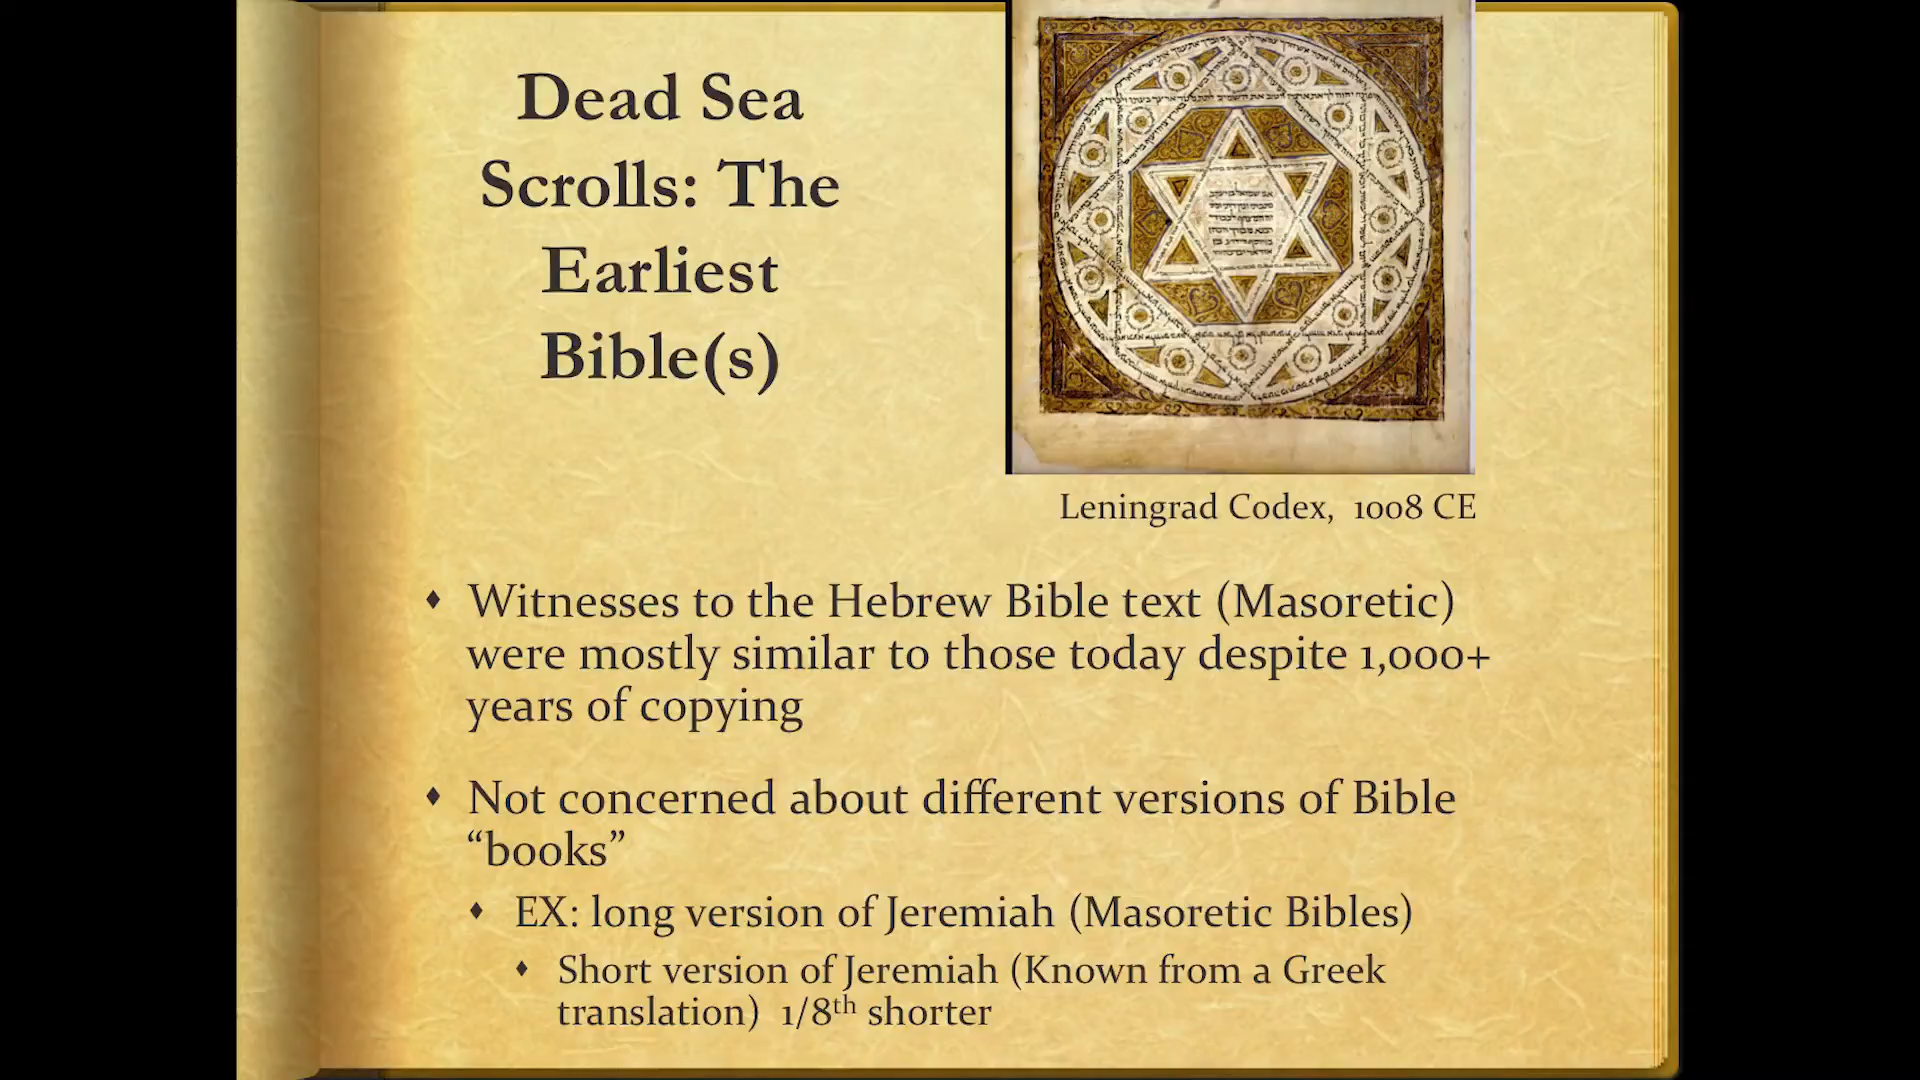 Dead Sea
Scrolls: The
Earliest
Bible(s)
Leningrad Codex, 1008 CE
⬧ Witnesses to the Hebrew Bible text (Masoretic)
were mostly similar to those today despite 1,000+
years of copying
⬧ Not concerned about different versions of Bible
“books”
⬧ EX: long version of Jeremiah (Masoretic Bibles)
⬧ Short version of Jeremiah (Known from a Greek
translation) 1/8th shorter